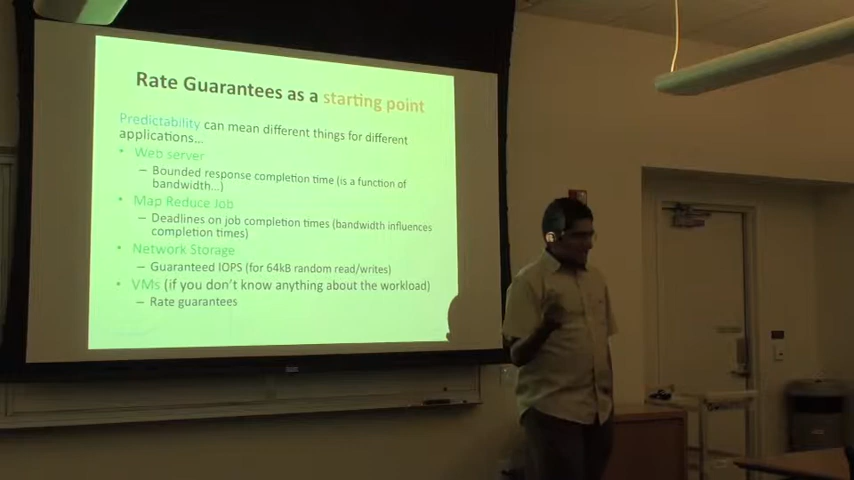 Rate Guarantees as a starting point
Predictability can mean different things for different
applications...
• Web server
– Bounded response completion time (is a function of
bandwidth...)
• Map Reduce Job
– Deadlines on job completion times (bandwidth influences
completion times)
• Network Storage
– Guaranteed IOPS (for 64kB random read/writes)
• VMs (if you don't know anything about the workload)
– Rate guarantees